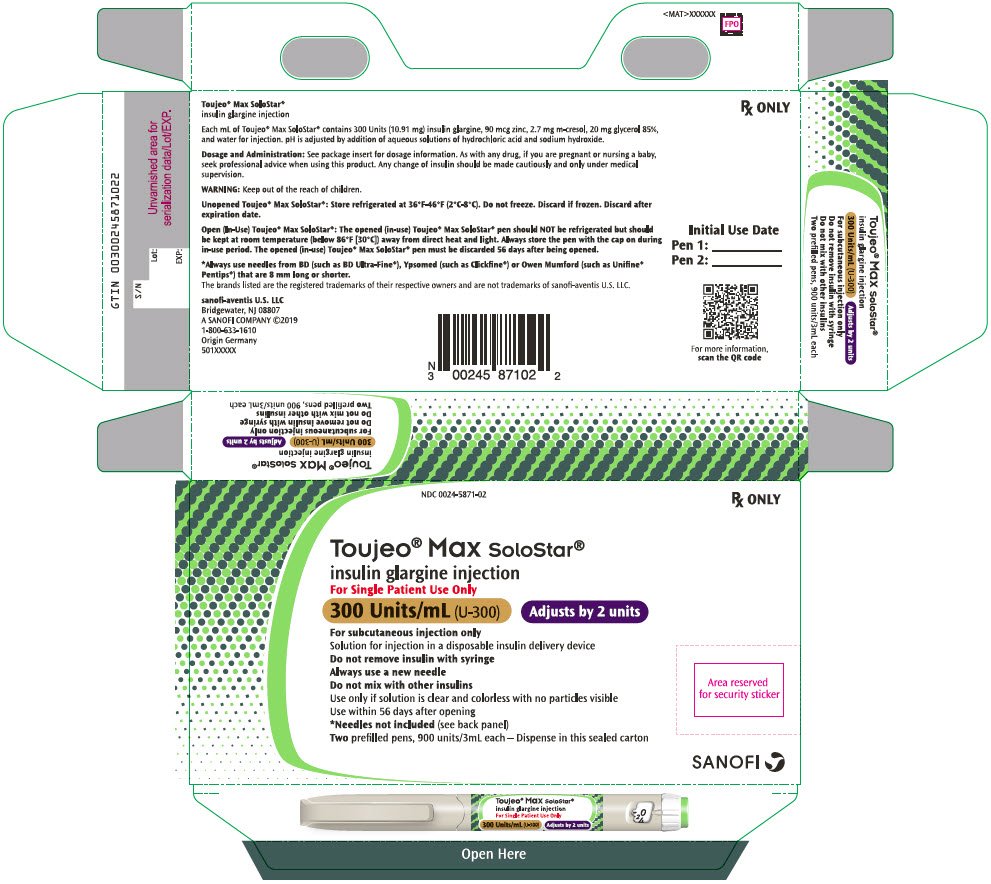 <MAT>XXXXXX
FPO
Toujeo® Max SoloStar®
insulin glargine injection
Rx ONLY
Each mL of Toujeo® Max SoloStar® contains 300 Units (10.91 mg) insulin glargine, 90 mcg zinc, 2.7 mg m-cresol, 20 mg glycerol 85%,
and water for injection. pH is adjusted by addition of aqueous solutions of hydrochloric acid and sodium hydroxide.
Dosage and Administration: See package insert for dosage information. As with any drug, if you are pregnant or nursing a baby,
seek professional advice when using this product. Any change of insulin should be made cautiously and only under medical
supervision.
WARNING: Keep out of the reach of children.
Unopened Toujeo® Max SoloStar®: Store refrigerated at 36°F-46°F (2°C-8°C). Do not freeze. Discard if frozen. Discard after
expiration date.
Open (In-Use) Toujeo® Max SoloStar®: The opened (in-use) Toujeo® Max SoloStar® pen should NOT be refrigerated but should
be kept at room temperature (below 86°F [30°C]) away from direct heat and light. Always store the pen with the cap on during
in-use period. The opened (in-use) Toujeo® Max SoloStar® pen must be discarded 56 days after being opened.
*Always use needles from BD (such as BD Ultra-Fine®), Ypsomed (such as Clickfine®) or Owen Mumford (such as Unifine®
Pentips®) that are 8 mm long or shorter.
The brands listed are the registered trademarks of their respective owners and are not trademarks of sanofi-aventis U.S. LLC.
sanofi-aventis U.S. LLC
Bridgewater, NJ 08807
A SANOFI COMPANY ©2019
1-800-633-1610
Origin Germany
501XXXXX
N
3 00245 87102 2
Initial Use Date
Pen 1:
Pen 2:
For more information,
scan the QR code
GTIN 00300245871022
S/N
Lot:
EXP:
Unvarnished area for
serialization data/Lot/EXP.
Toujeo® Max SoloStar®
insulin glargine injection
300 Units/mL (U-300) Adjusts by 2 units
For subcutaneous injection only
Do not remove insulin with syringe
Do not mix with other insulins
Two prefilled pens, 900 units/3mL each
Toujeo® Max SoloStar®
insulin glargine injection
300 Units/mL (U-300) Adjusts by 2 units
For subcutaneous injection only
Do not remove insulin with syringe
Do not mix with other insulins
Two prefilled pens, 900 units/3mL each
NDC 0024-5871-02
Rx ONLY
Toujeo® Max SoloStar®
insulin glargine injection
For Single Patient Use Only
300 Units/mL (U-300) Adjusts by 2 units
For subcutaneous injection only
Solution for injection in a disposable insulin delivery device
Do not remove insulin with syringe
Always use a new needle
Do not mix with other insulins
Use only if solution is clear and colorless with no particles visible
Use within 56 days after opening
*Needles not included (see back panel)
Two prefilled pens, 900 units/3mL each — Dispense in this sealed carton
Area reserved
for security sticker
SANOFI
Toujeo® Max SoloStar®
insulin glargine injection
For Single Patient Use Only
300 Units/mL (U-300) Adjusts by 2 units
Open Here